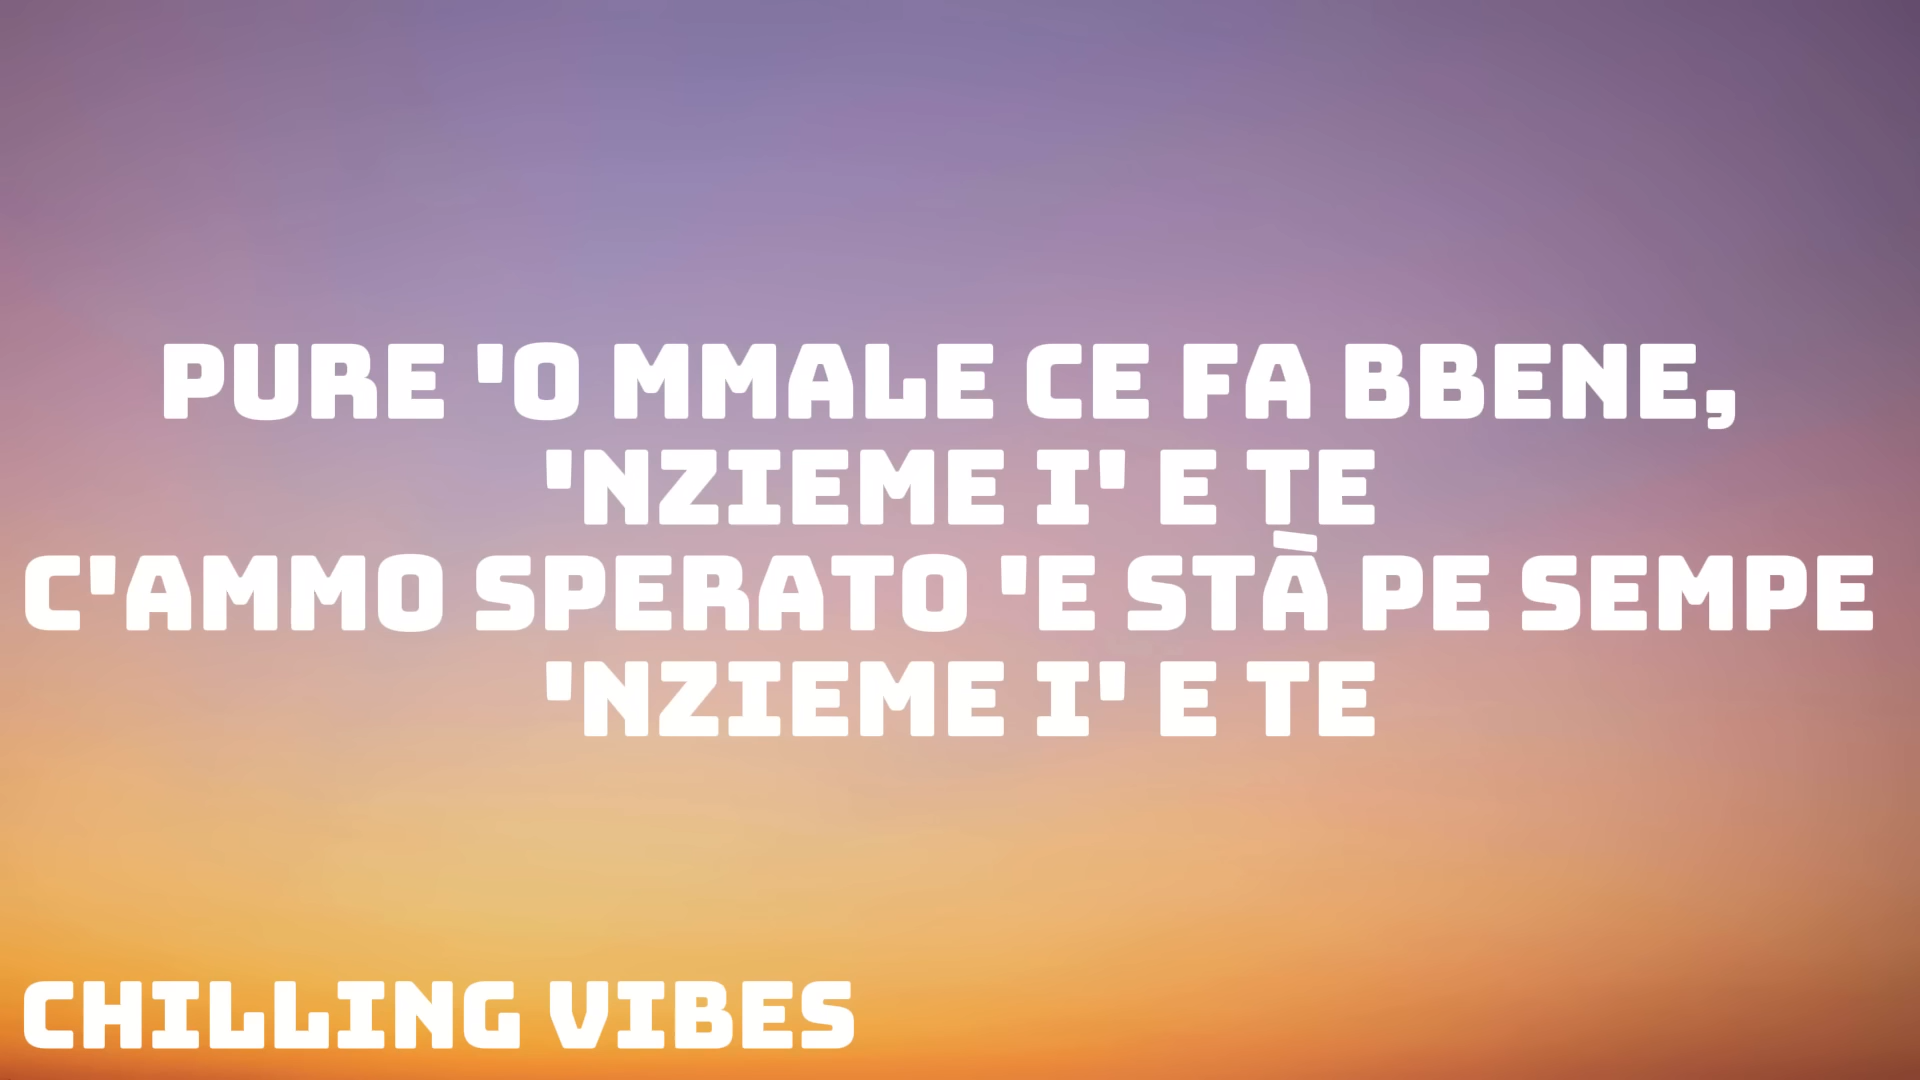 PURE 'O MMALE CE FA BBENE,
'NZIEME I' E TE
C'AMMO SPERATO 'E STÀ PE SEMPE
'NZIEME I' E TE
CHILLING VIBES